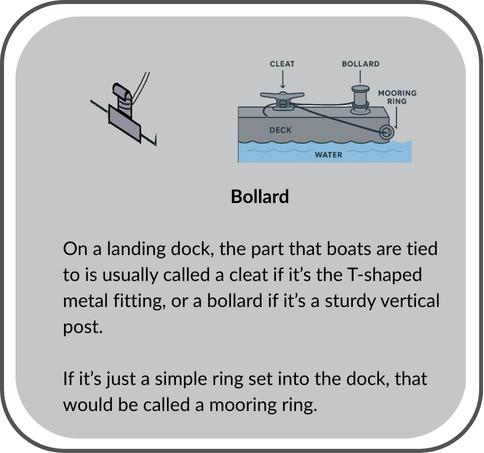 CLEAT
BOLLARD
MOORING
RING
DECK
WATER
Bollard
On a landing dock, the part that boats are tied
to is usually called a cleat if it’s the T-shaped
metal fitting, or a bollard if it’s a sturdy vertical
post.
If it’s just a simple ring set into the dock, that
would be called a mooring ring.